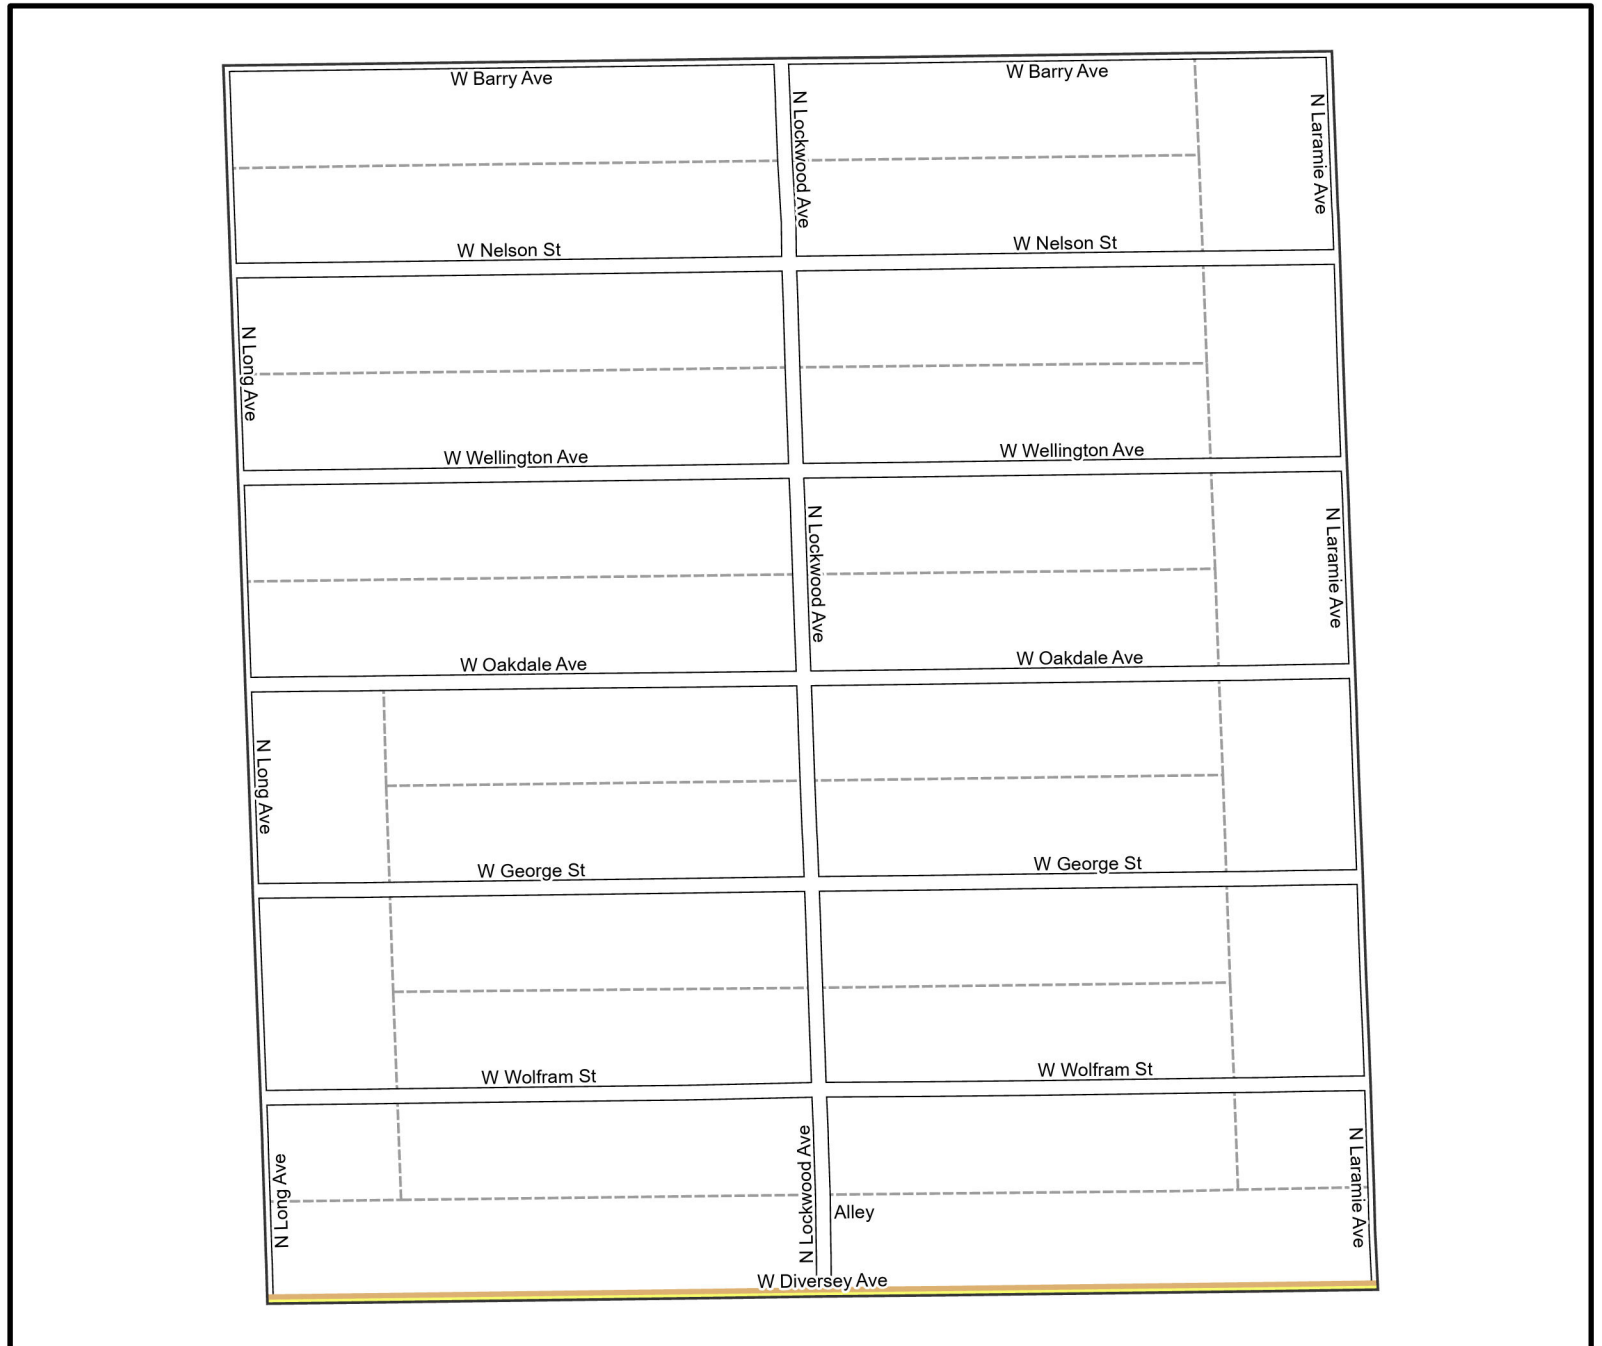 W Barry Ave
W Barry Ave
N Lockwood Ave
N Laramie Ave
W Nelson St
W Nelson St
N Long Ave
W Wellington Ave
W Wellington Ave
N Lockwood Ave
N Laramie Ave
W Oakdale Ave
W Oakdale Ave
N Long Ave
W George St
W George St
W Wolfram St
W Wolfram St
N Long Ave
N Lockwood Ave
N Laramie Ave
Alley
W Diversey Ave